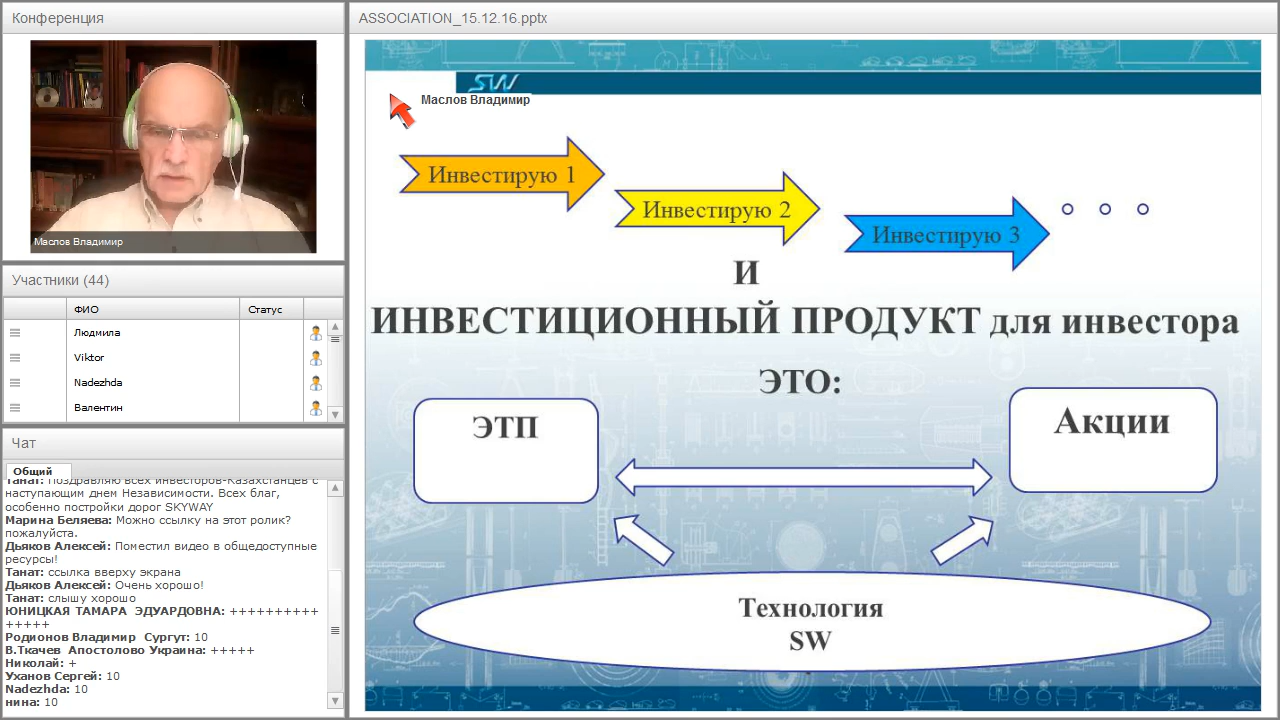 Конференция
Маслов Владимир
Участники (44)
ФИО
Статус
Людмила
Viktor
Nadezhda
Валентин
Чат
Общий
Танат: Поздравляю всех инвесторов-Казахстанцев с
наступающим днем Независимости. Всех благ,
особенно постройки дорог SKYWAY
Марина Беляева: Можно ссылку на этот ролик?
пожалуйста.
Дьяков Алексей: Поместил видео в общедоступные
ресурсы!
Танат: ссылка вверху экрана
Дьяков Алексей: Очень хорошо!
Танат: слышу хорошо
ЮНИЦКАЯ ТАМАРА ЭДУАРДОВНА: ++++++++++
+++++
Родионов Владимир Сургут: 10
В.Ткачев Апостолово Украина: +++++
Николай: +
Уханов Сергей: 10
Nadezhda: 10
нина: 10
ASSOCIATION_15.12.16.pptx
SW
Маслов Владимир
Инвестирую 1
Инвестирую 2
Инвестирую 3
И
ИНВЕСТИЦИОННЫЙ ПРОДУКТ для инвестора
ЭТО:
ЭТП
Акции
Технология
SW